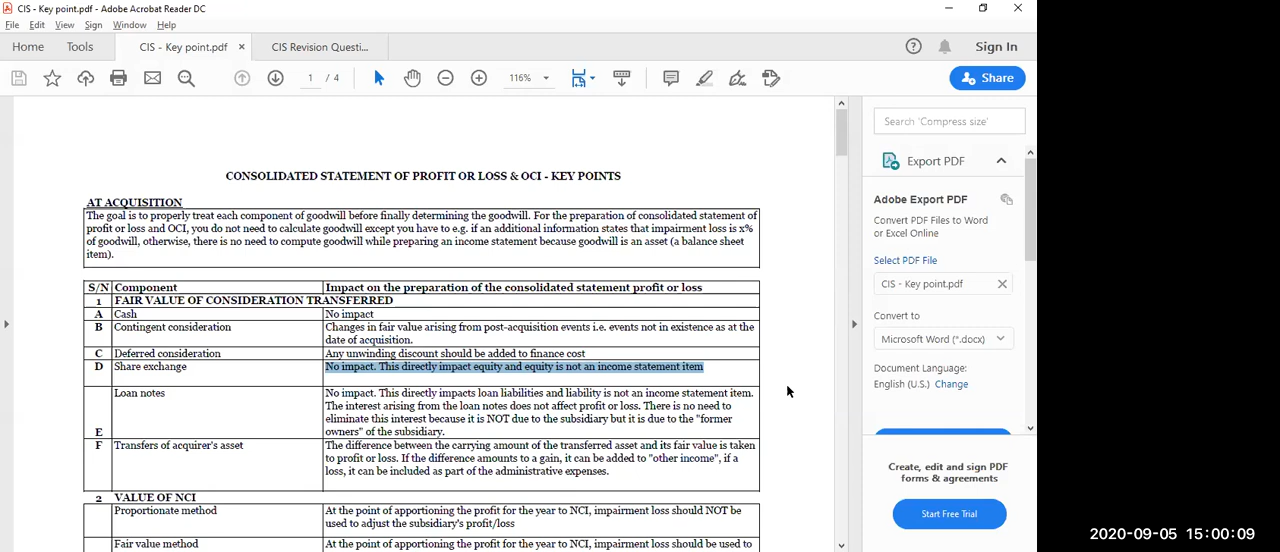 CIS - Key point.pdf - Adobe Acrobat Reader DC
File Edit View Sign Window Help
Home Tools CIS - Key point.pdf × CIS Revision Questi... Sign In
1 / 4 116% Share
CONSOLIDATED STATEMENT OF PROFIT OR LOSS & OCI - KEY POINTS
AT ACQUISITION
The goal is to properly treat each component of goodwill before finally determining the goodwill. For the preparation of consolidated statement of
profit or loss and OCI, you do not need to calculate goodwill except you have to e.g. if an additional information states that impairment loss is x%
of goodwill, otherwise, there is no need to compute goodwill while preparing an income statement because goodwill is an asset (a balance sheet
item).
S/N Component Impact on the preparation of the consolidated statement profit or loss
1 FAIR VALUE OF CONSIDERATION TRANSFERRED
A Cash No impact
B Contingent consideration Changes in fair value arising from post-acquisition events i.e. events not in existence as at the
date of acquisition.
C Deferred consideration Any unwinding discount should be added to finance cost
D Share exchange No impact. This directly impact equity and equity is not an income statement item
Loan notes No impact. This directly impacts loan liabilities and liability is not an income statement item.
The interest arising from the loan notes does not affect profit or loss. There is no need to
eliminate this interest because it is NOT due to the subsidiary but it is due to the "former
E owners" of the subsidiary.
F Transfers of acquirer's asset The difference between the carrying amount of the transferred asset and its fair value is taken
to profit or loss. If the difference amounts to a gain, it can be added to "other income", if a
loss, it can be included as part of the administrative expenses.
2 VALUE OF NCI
Proportionate method At the point of apportioning the profit for the year to NCI, impairment loss should NOT be
used to adjust the subsidiary's profit/loss
Fair value method At the point of apportioning the profit for the year to NCI, impairment loss should be used to
Search 'Compress size'
Export PDF
Adobe Export PDF
Convert PDF Files to Word
or Excel Online
Select PDF File
CIS - Key point.pdf
Convert to
Microsoft Word (*.docx)
Document Language:
English (U.S.) Change
Create, edit and sign PDF
forms & agreements
Start Free Trial
2020-09-05 15:00:09